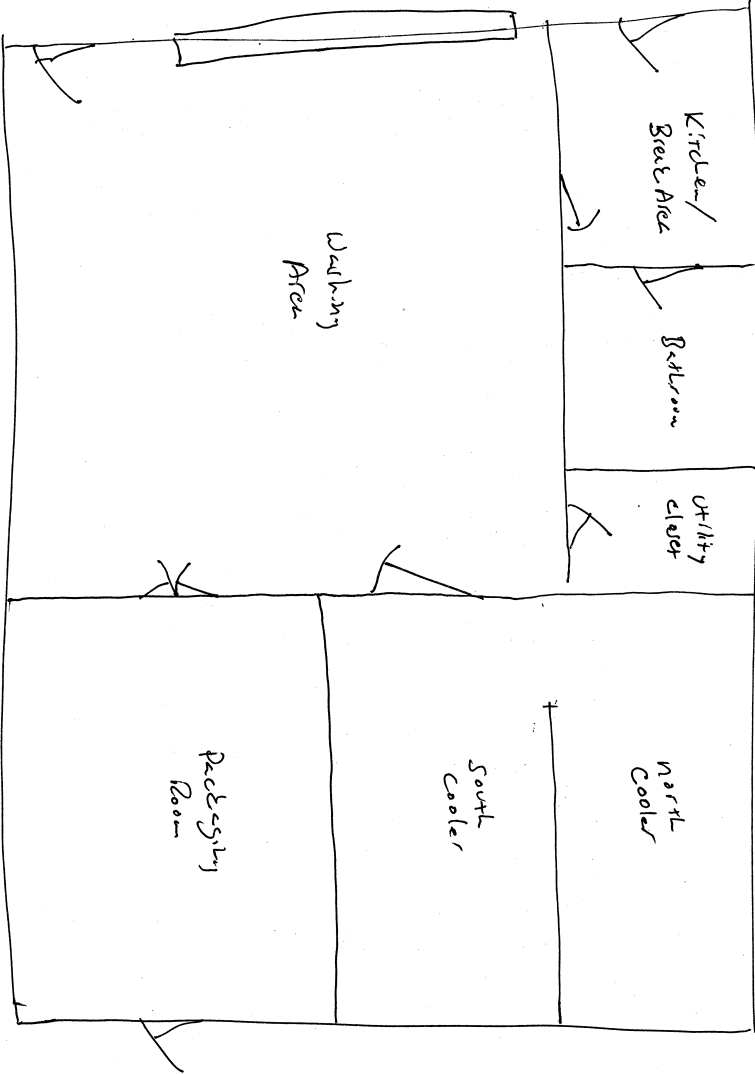 Kitchen/
Break Area
Washing
Area
Bathroom
Utility
closet
Packaging
Room
South
Cooler
north
Cooler